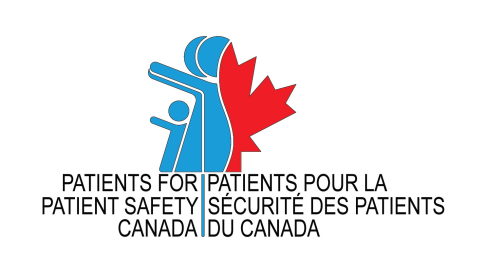 PATIENTS FOR
PATIENT SAFETY
CANADA
PATIENTS POUR LA
SÉCURITÉ DES PATIENTS
DU CANADA